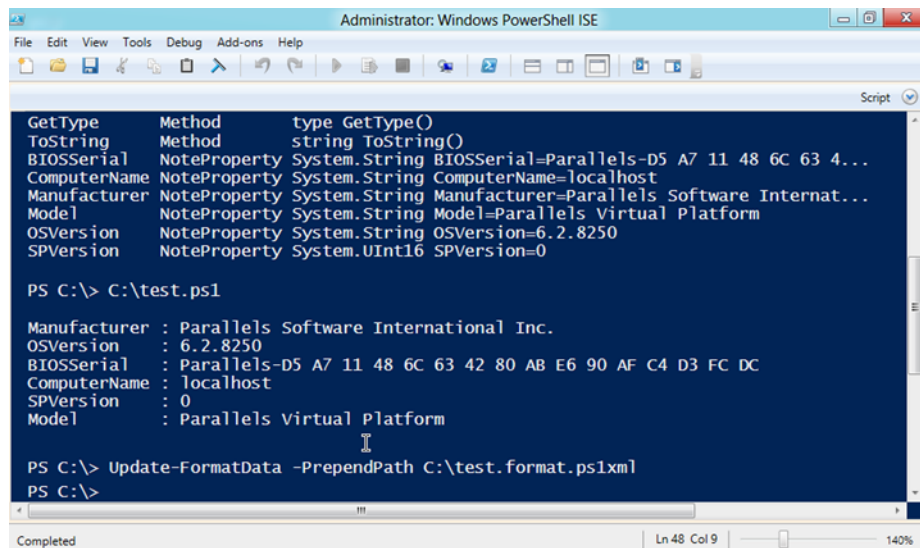 Administrator: Windows PowerShell ISE
File Edit View Tools Debug Add-ons Help
Script
GetType Method type GetType()
ToString Method string ToString()
BIOSSerial NoteProperty System.String BIOSSerial=Parallels-D5 A7 11 48 6C 63 4...
ComputerName NoteProperty System.String ComputerName=localhost
Manufacturer NoteProperty System.String Manufacturer=Parallels Software Internat...
Model NoteProperty System.String Model=Parallels Virtual Platform
OSVersion NoteProperty System.String OSVersion=6.2.8250
SPVersion NoteProperty System.UInt16 SPVersion=0
PS C:\> C:\test.ps1
Manufacturer : Parallels Software International Inc.
OSVersion : 6.2.8250
BIOSSerial : Parallels-D5 A7 11 48 6C 63 42 80 AB E6 90 AF C4 D3 FC DC
ComputerName : localhost
SPVersion : 0
Model : Parallels Virtual Platform
PS C:\> Update-FormatData -PrependPath C:\test.format.ps1xml
PS C:\>
Completed Ln 48 Col 9 140%